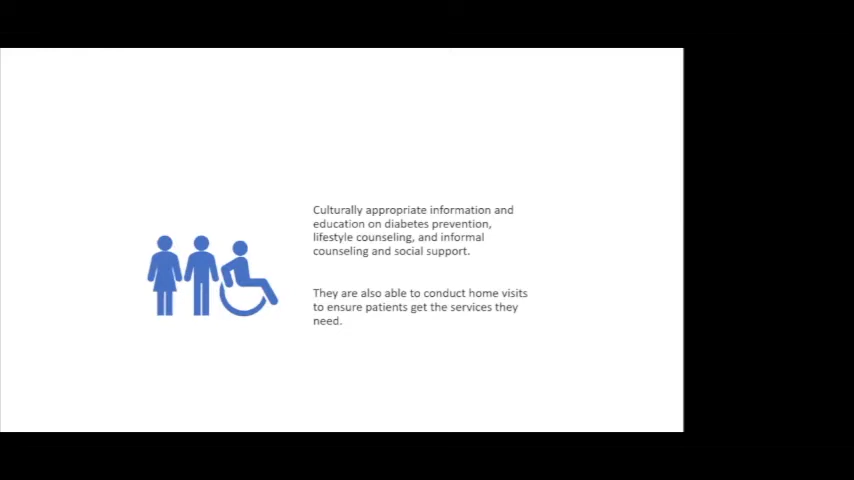 Culturally appropriate information and
education on diabetes prevention,
lifestyle counseling, and informal
counseling and social support.
They are also able to conduct home visits
to ensure patients get the services they
need.